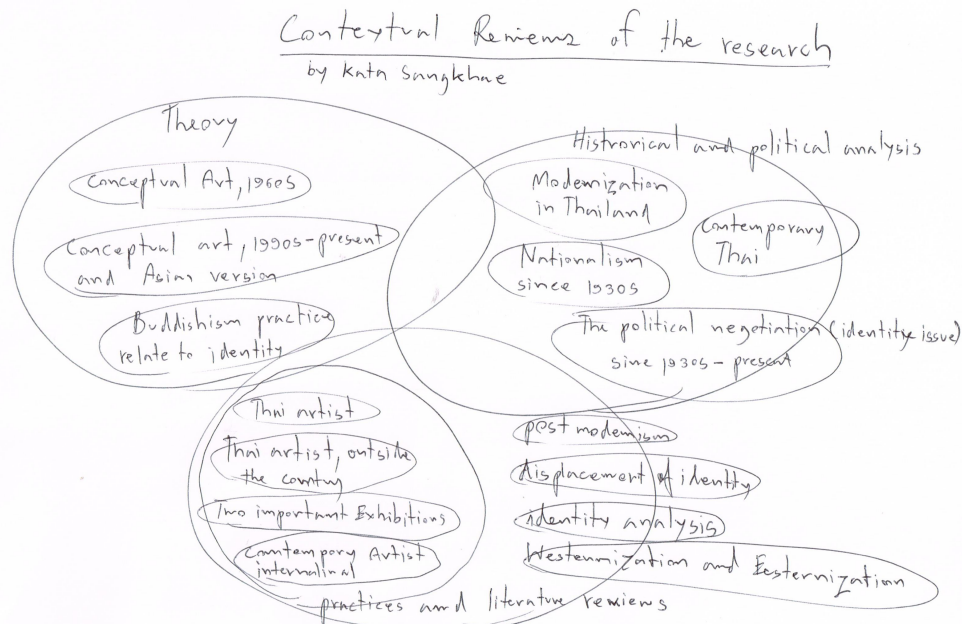 Contextual Reviews of the research
by Kata Sangkhae
Theory
Conceptual Art, 1960s
Conceptual art, 1990s-present
and Asian version
Buddishism practice
relate to identity
Histrorical and political analysis
Modernization
in Thailand
Contemporary
Thai
Nationalism
since 1930s
The political negotiation (identity issue)
since 1930s - present
Thai artist
Thai artist, outside
the country
Two important Exhibitions
Contempory Artist
internalinal
post modernism
displacement of identity
identity analysis
Westernization and Eesternization
practices and literature reviews